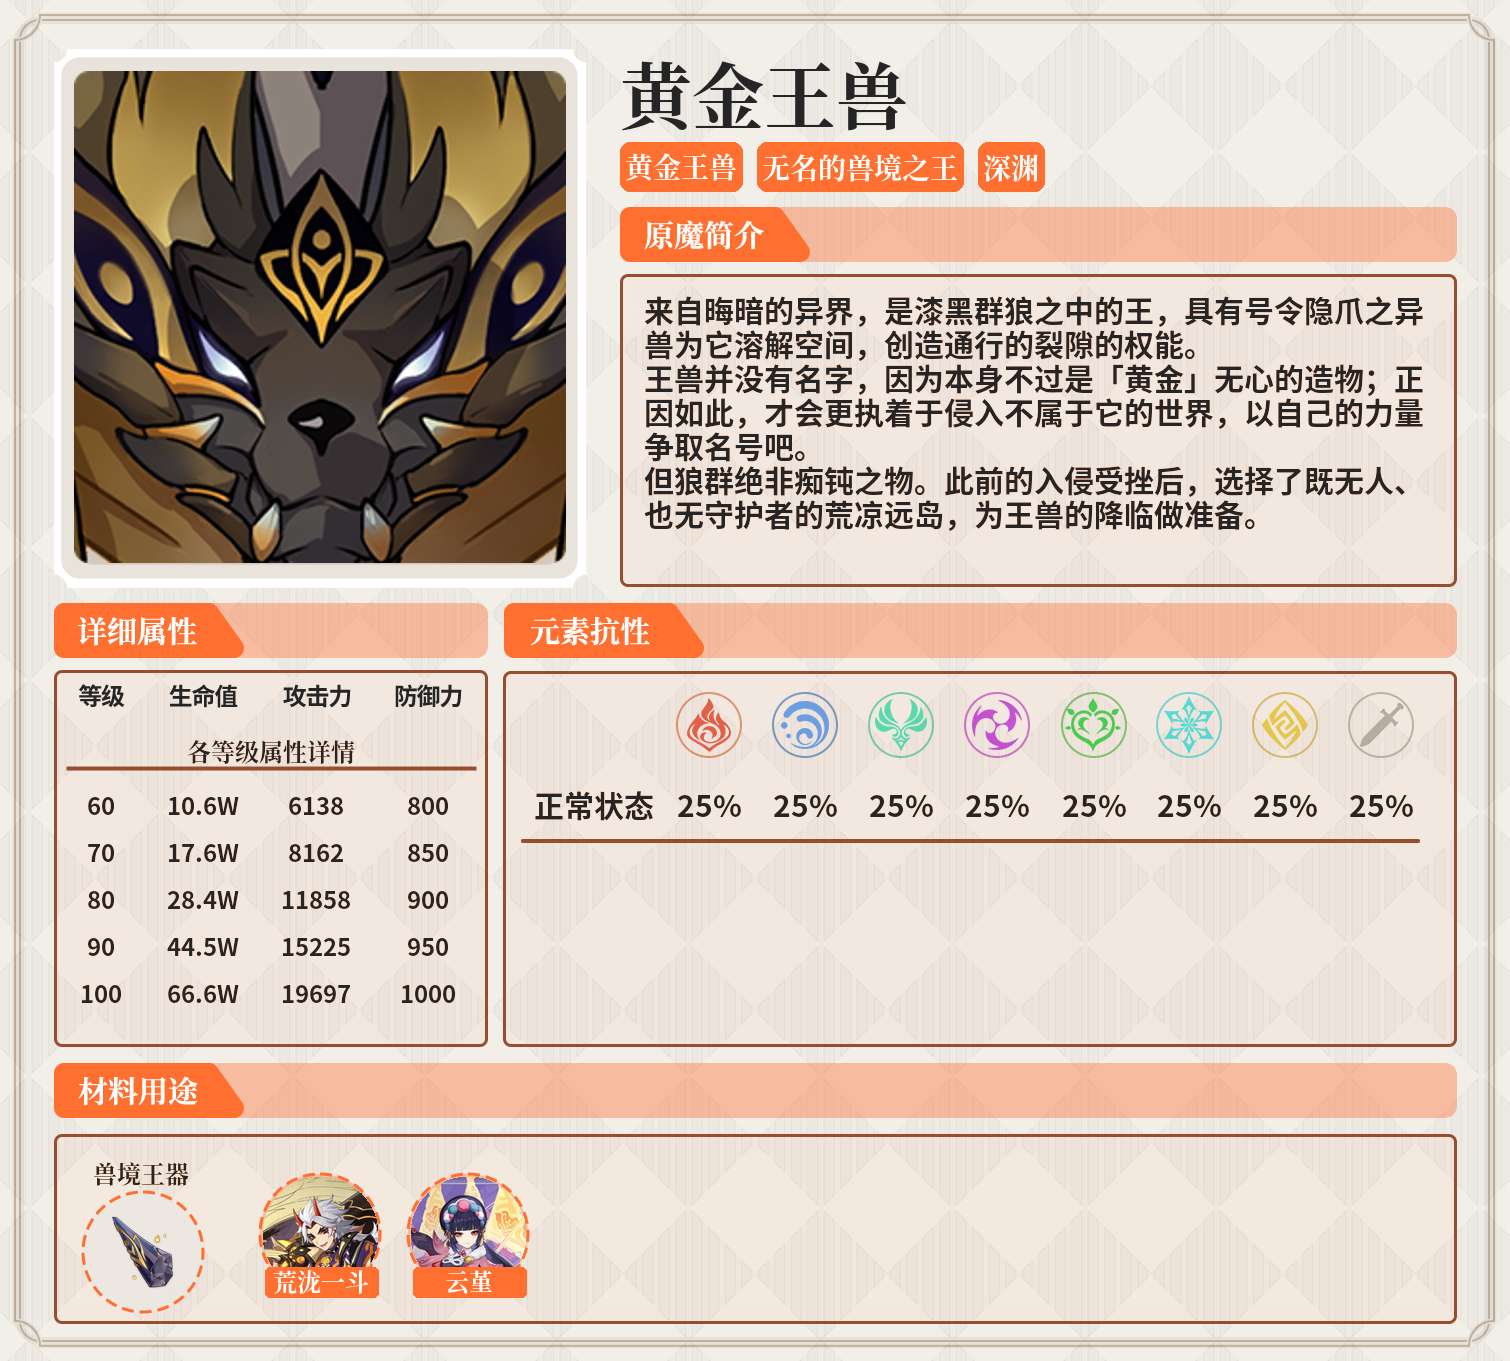 黄金王兽
黄金王兽 无名的兽境之王 深渊
原魔简介
来自晦暗的异界，是漆黑群狼之中的王，具有号令隐爪之异
兽为它溶解空间，创造通行的裂隙的权能。
王兽并没有名字，因为本身不过是「黄金」无心的造物；正
因如此，才会更执着于侵入不属于它的世界，以自己的力量
争取名号吧。
但狼群绝非痴钝之物。此前的入侵受挫后，选择了既无人、
也无守护者的荒凉远岛，为王兽的降临做准备。
详细属性
等级 生命值 攻击力 防御力
各等级属性详情
60 10.6W 6138 800
70 17.6W 8162 850
80 28.4W 11858 900
90 44.5W 15225 950
100 66.6W 19697 1000
元素抗性
正常状态 25% 25% 25% 25% 25% 25% 25% 25%
材料用途
兽境王器
荒泷一斗 云堇